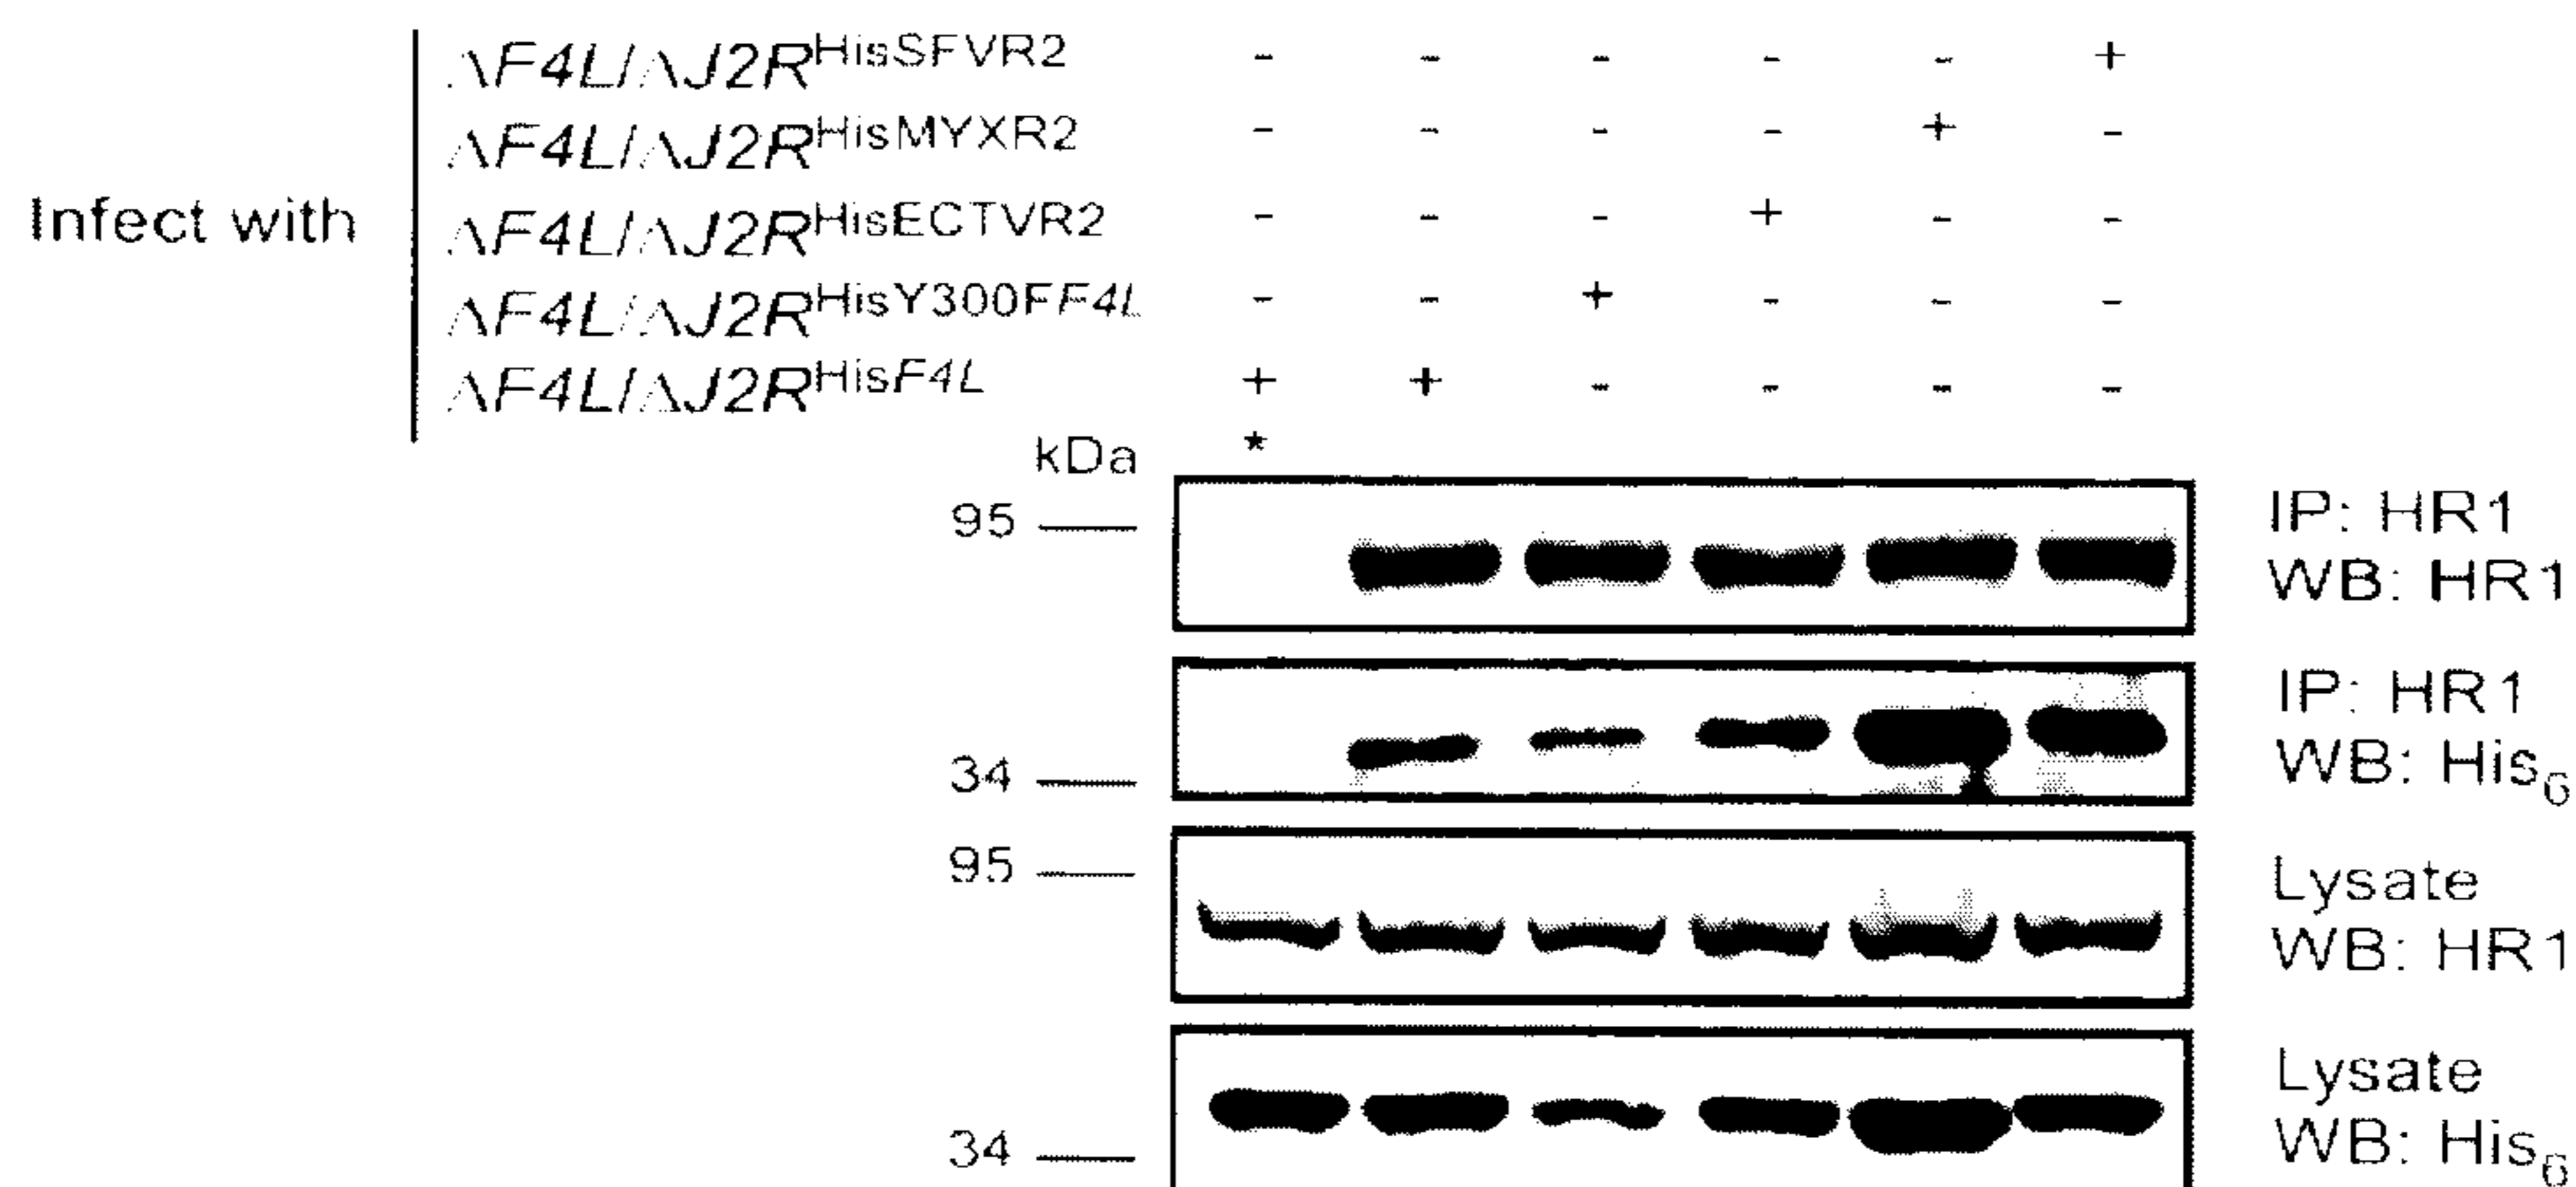 ΔF4L/ΔJ2R^HisSFVR2 - - - - - +
ΔF4L/ΔJ2R^HisMYXR2 - - - - + -
Infect with ΔF4L/ΔJ2R^HisECTVR2 - - - + - -
ΔF4L/ΔJ2R^HisY300FF4L - - + - - -
ΔF4L/ΔJ2R^HisF4L + + - - - -
kDa *
95 IP: HR1
WB: HR1
34 IP: HR1
WB: His₆
95 Lysate
WB: HR1
34 Lysate
WB: His₆